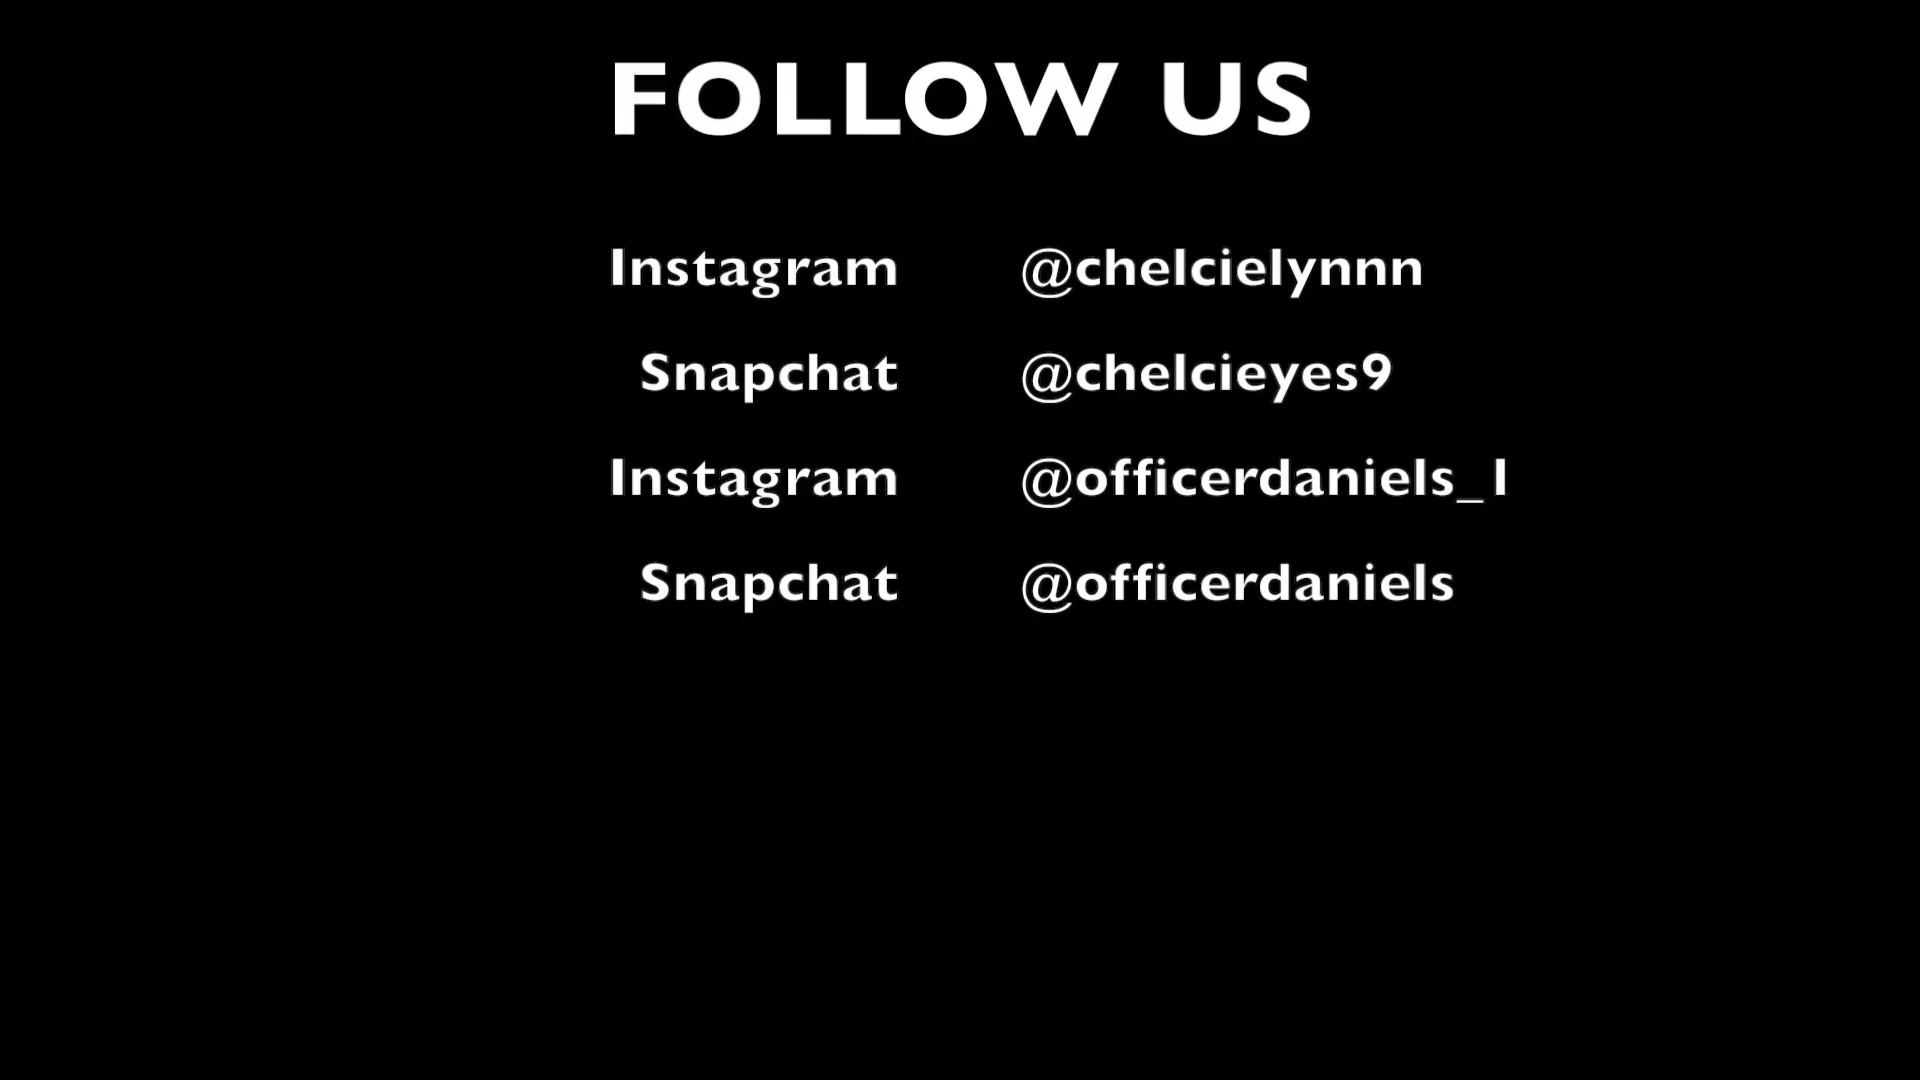 FOLLOW US
Instagram @chelcielynnn
Snapchat @chelcieyes9
Instagram @officerdaniels_1
Snapchat @officerdaniels